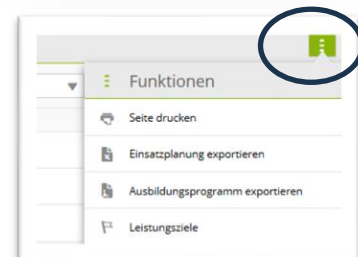 Funktionen
Seite drucken
Einsatzplanung exportieren
Ausbildungsprogramm exportieren
Leistungsziele